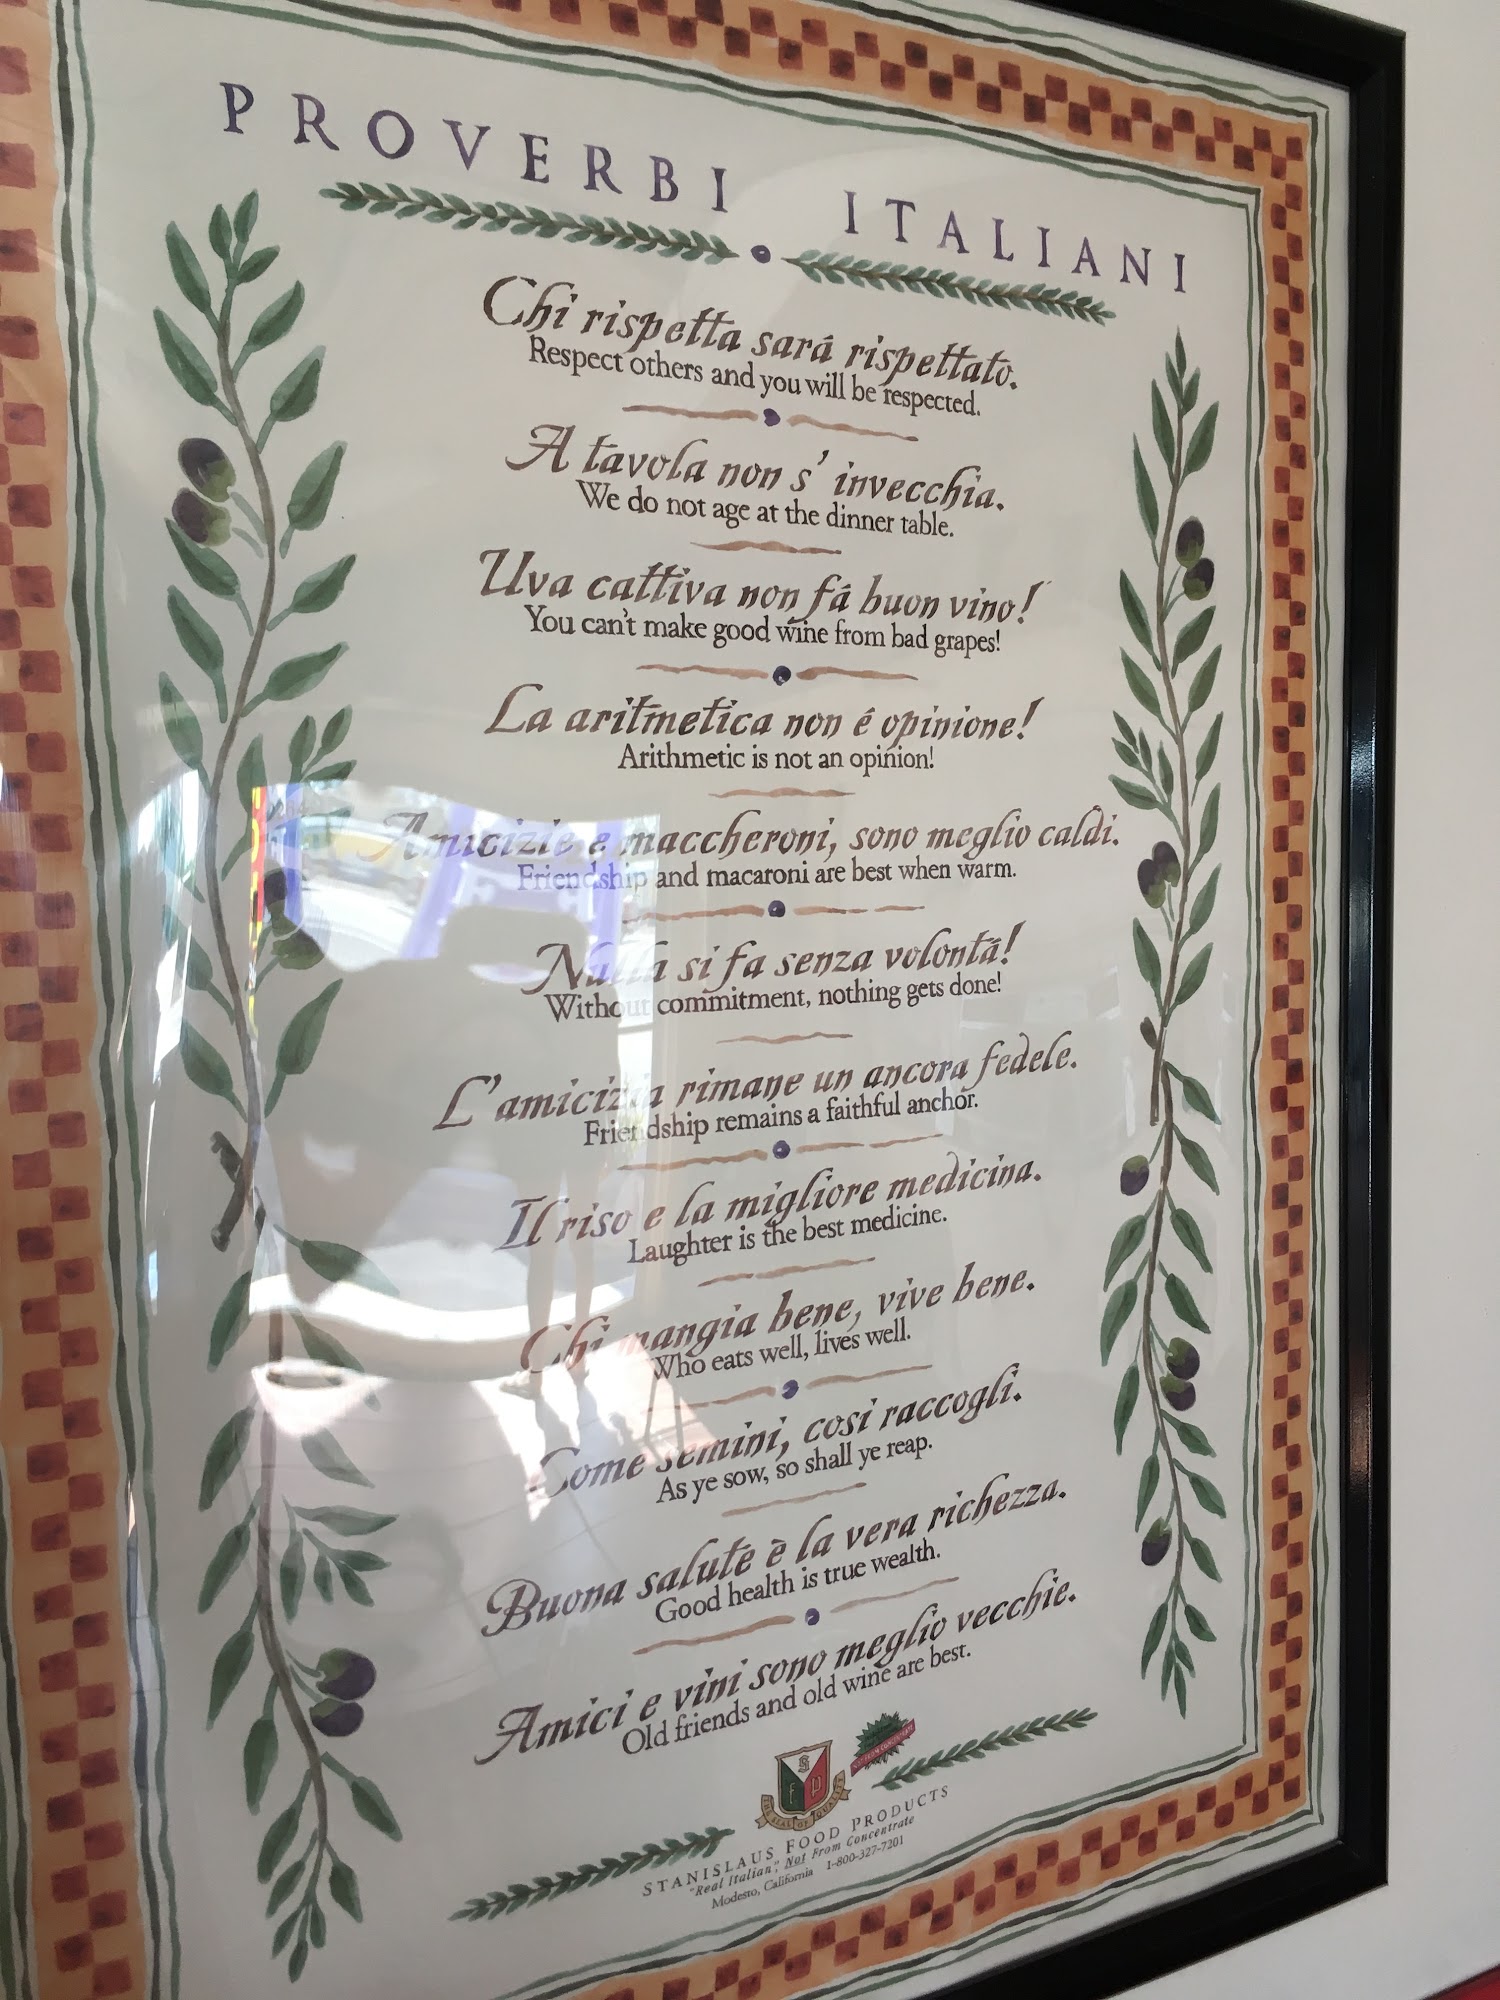 PROVERBI ITALIANI
Chi rispetta sará rispettato.
Respect others and you will be respected.
A tavola non s' invecchia.
We do not age at the dinner table.
Uva cattiva non fá buon vino!
You can't make good wine from bad grapes!
La aritmetica non é opinione!
Arithmetic is not an opinion!
Amicizie e maccheroni, sono meglio caldi.
Friendship and macaroni are best when warm.
Nulla si fa senza volontá!
Without commitment, nothing gets done!
L'amicizia rimane un ancora fedele.
Friendship remains a faithful anchor.
Il riso e la migliore medicina.
Laughter is the best medicine.
Chi mangia bene, vive bene.
Who eats well, lives well.
Come semini, cosi raccogli.
As ye sow, so shall ye reap.
Buona saluté è la vera richezza.
Good health is true wealth.
Amici e vini sono meglio vecchie.
Old friends and old wine are best.
S
F P
STANISLAUS FOOD PRODUCTS
"Real Italian", Not From Concentrate
Modesto, California 1-800-327-7201